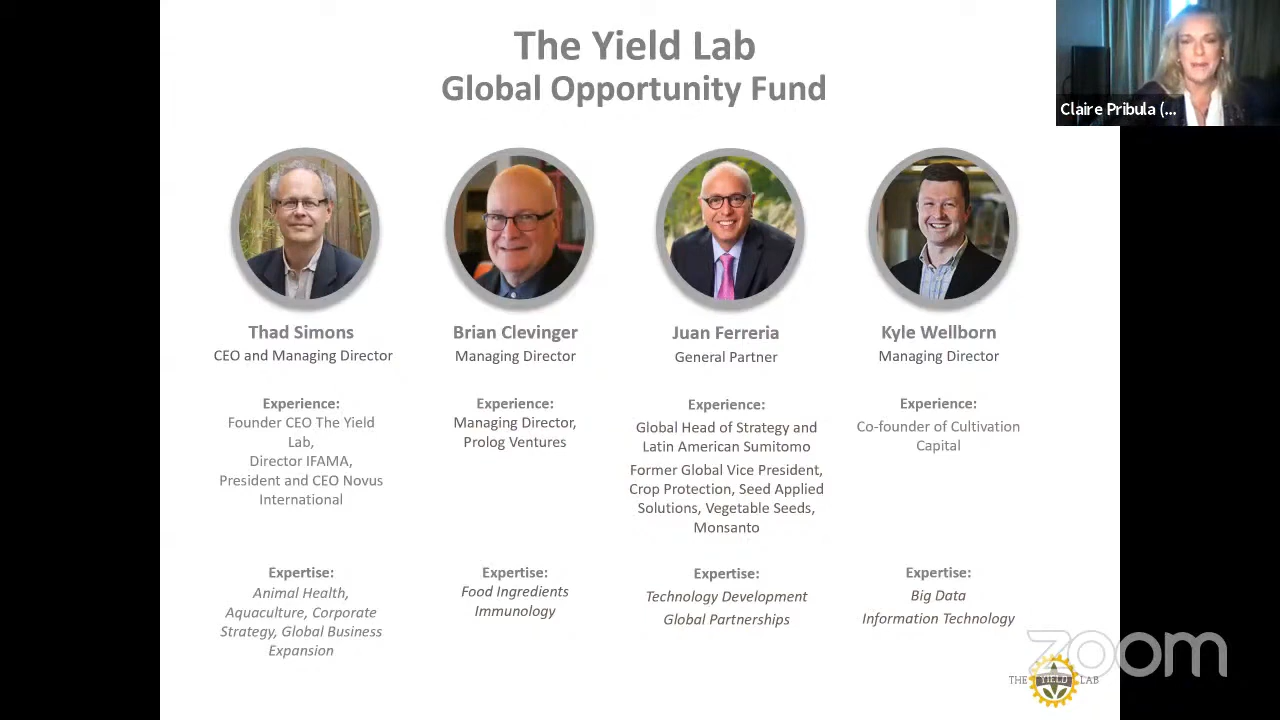 The Yield Lab
Global Opportunity Fund
Claire Pribula (...
Thad Simons
CEO and Managing Director
Experience:
Founder CEO The Yield
Lab,
Director IFAMA,
President and CEO Novus
International
Expertise:
Animal Health,
Aquaculture, Corporate
Strategy, Global Business
Expansion
Brian Clevinger
Managing Director
Experience:
Managing Director,
Prolog Ventures
Expertise:
Food Ingredients
Immunology
Juan Ferreria
General Partner
Experience:
Global Head of Strategy and
Latin American Sumitomo
Former Global Vice President,
Crop Protection, Seed Applied
Solutions, Vegetable Seeds,
Monsanto
Expertise:
Technology Development
Global Partnerships
Kyle Wellborn
Managing Director
Experience:
Co-founder of Cultivation
Capital
Expertise:
Big Data
Information Technology
zoom
THE YIELD LAB